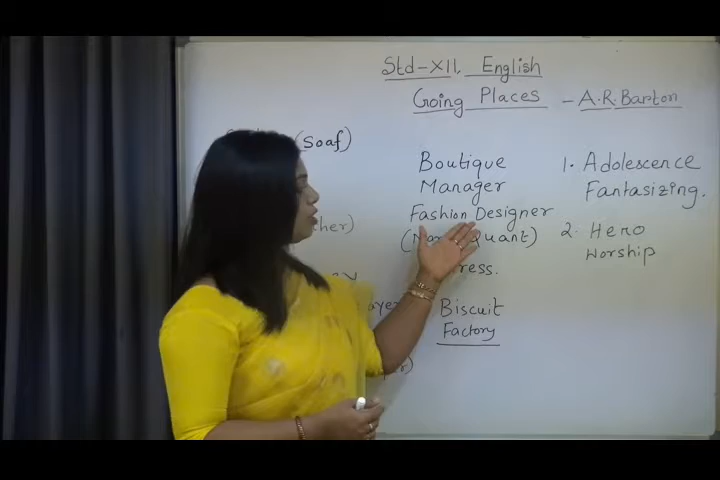 Std-XII, English
Going Places - A.R. Barton
(Soaf)
Boutique
Manager
Fashion Designer
Quant)
Biscuit
Factory
1. Adolescence
Fantasizing.
2. Hero
Worship